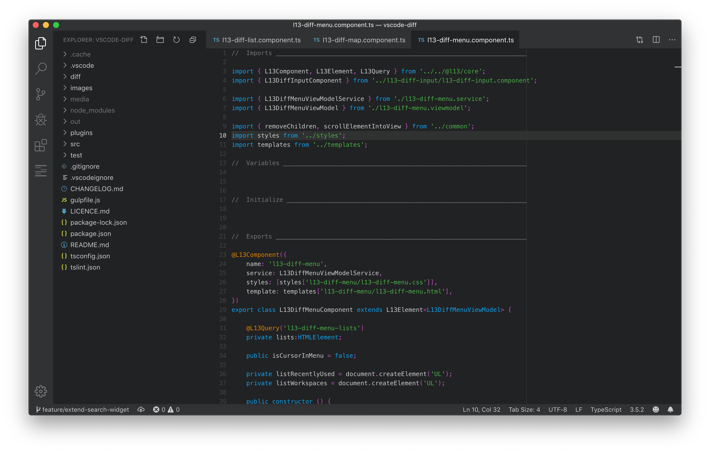 l13-diff-menu.component.ts — vscode-diff
EXPLORER: VSCODE-DIFF
TS l13-diff-list.component.ts
TS l13-diff-map.component.ts
TS l13-diff-menu.component.ts
.cache
.vscode
diff
images
media
node_modules
out
plugins
src
test
.gitignore
.vscodeignore
CHANGELOG.md
gulpfile.js
LICENCE.md
package-lock.json
package.json
README.md
tsconfig.json
tslint.json
1 //  Imports
2
3 import { L13Component, L13Element, L13Query } from '../../@l13/core';
4 import { L13DiffInputComponent } from '../l13-diff-input/l13-diff-input.component';
5
6 import { L13DiffMenuViewModelService } from './l13-diff-menu.service';
7 import { L13DiffMenuViewModel } from './l13-diff-menu.viewmodel';
8
9 import { removeChildren, scrollElementIntoView } from '../common';
10 import styles from '../styles';
11 import templates from '../templates';
12
13 //  Variables
14
15
16
17 //  Initialize
18
19
20
21 //  Exports
22
23 @L13Component({
24     name: 'l13-diff-menu',
25     service: L13DiffMenuViewModelService,
26     styles: [styles['l13-diff-menu/l13-diff-menu.css']],
27     template: templates['l13-diff-menu/l13-diff-menu.html'],
28 })
29 export class L13DiffMenuComponent extends L13Element<L13DiffMenuViewModel> {
30
31     @L13Query('l13-diff-menu-lists')
32     private lists:HTMLElement;
33
34     public isCursorInMenu = false;
35
36     private listRecentlyUsed = document.createElement('UL');
37     private listWorkspaces = document.createElement('UL');
38
39     public constructor () {
feature/extend-search-widget
0
0
Ln 10, Col 32
Tab Size: 4
UTF-8
LF
TypeScript
3.5.2